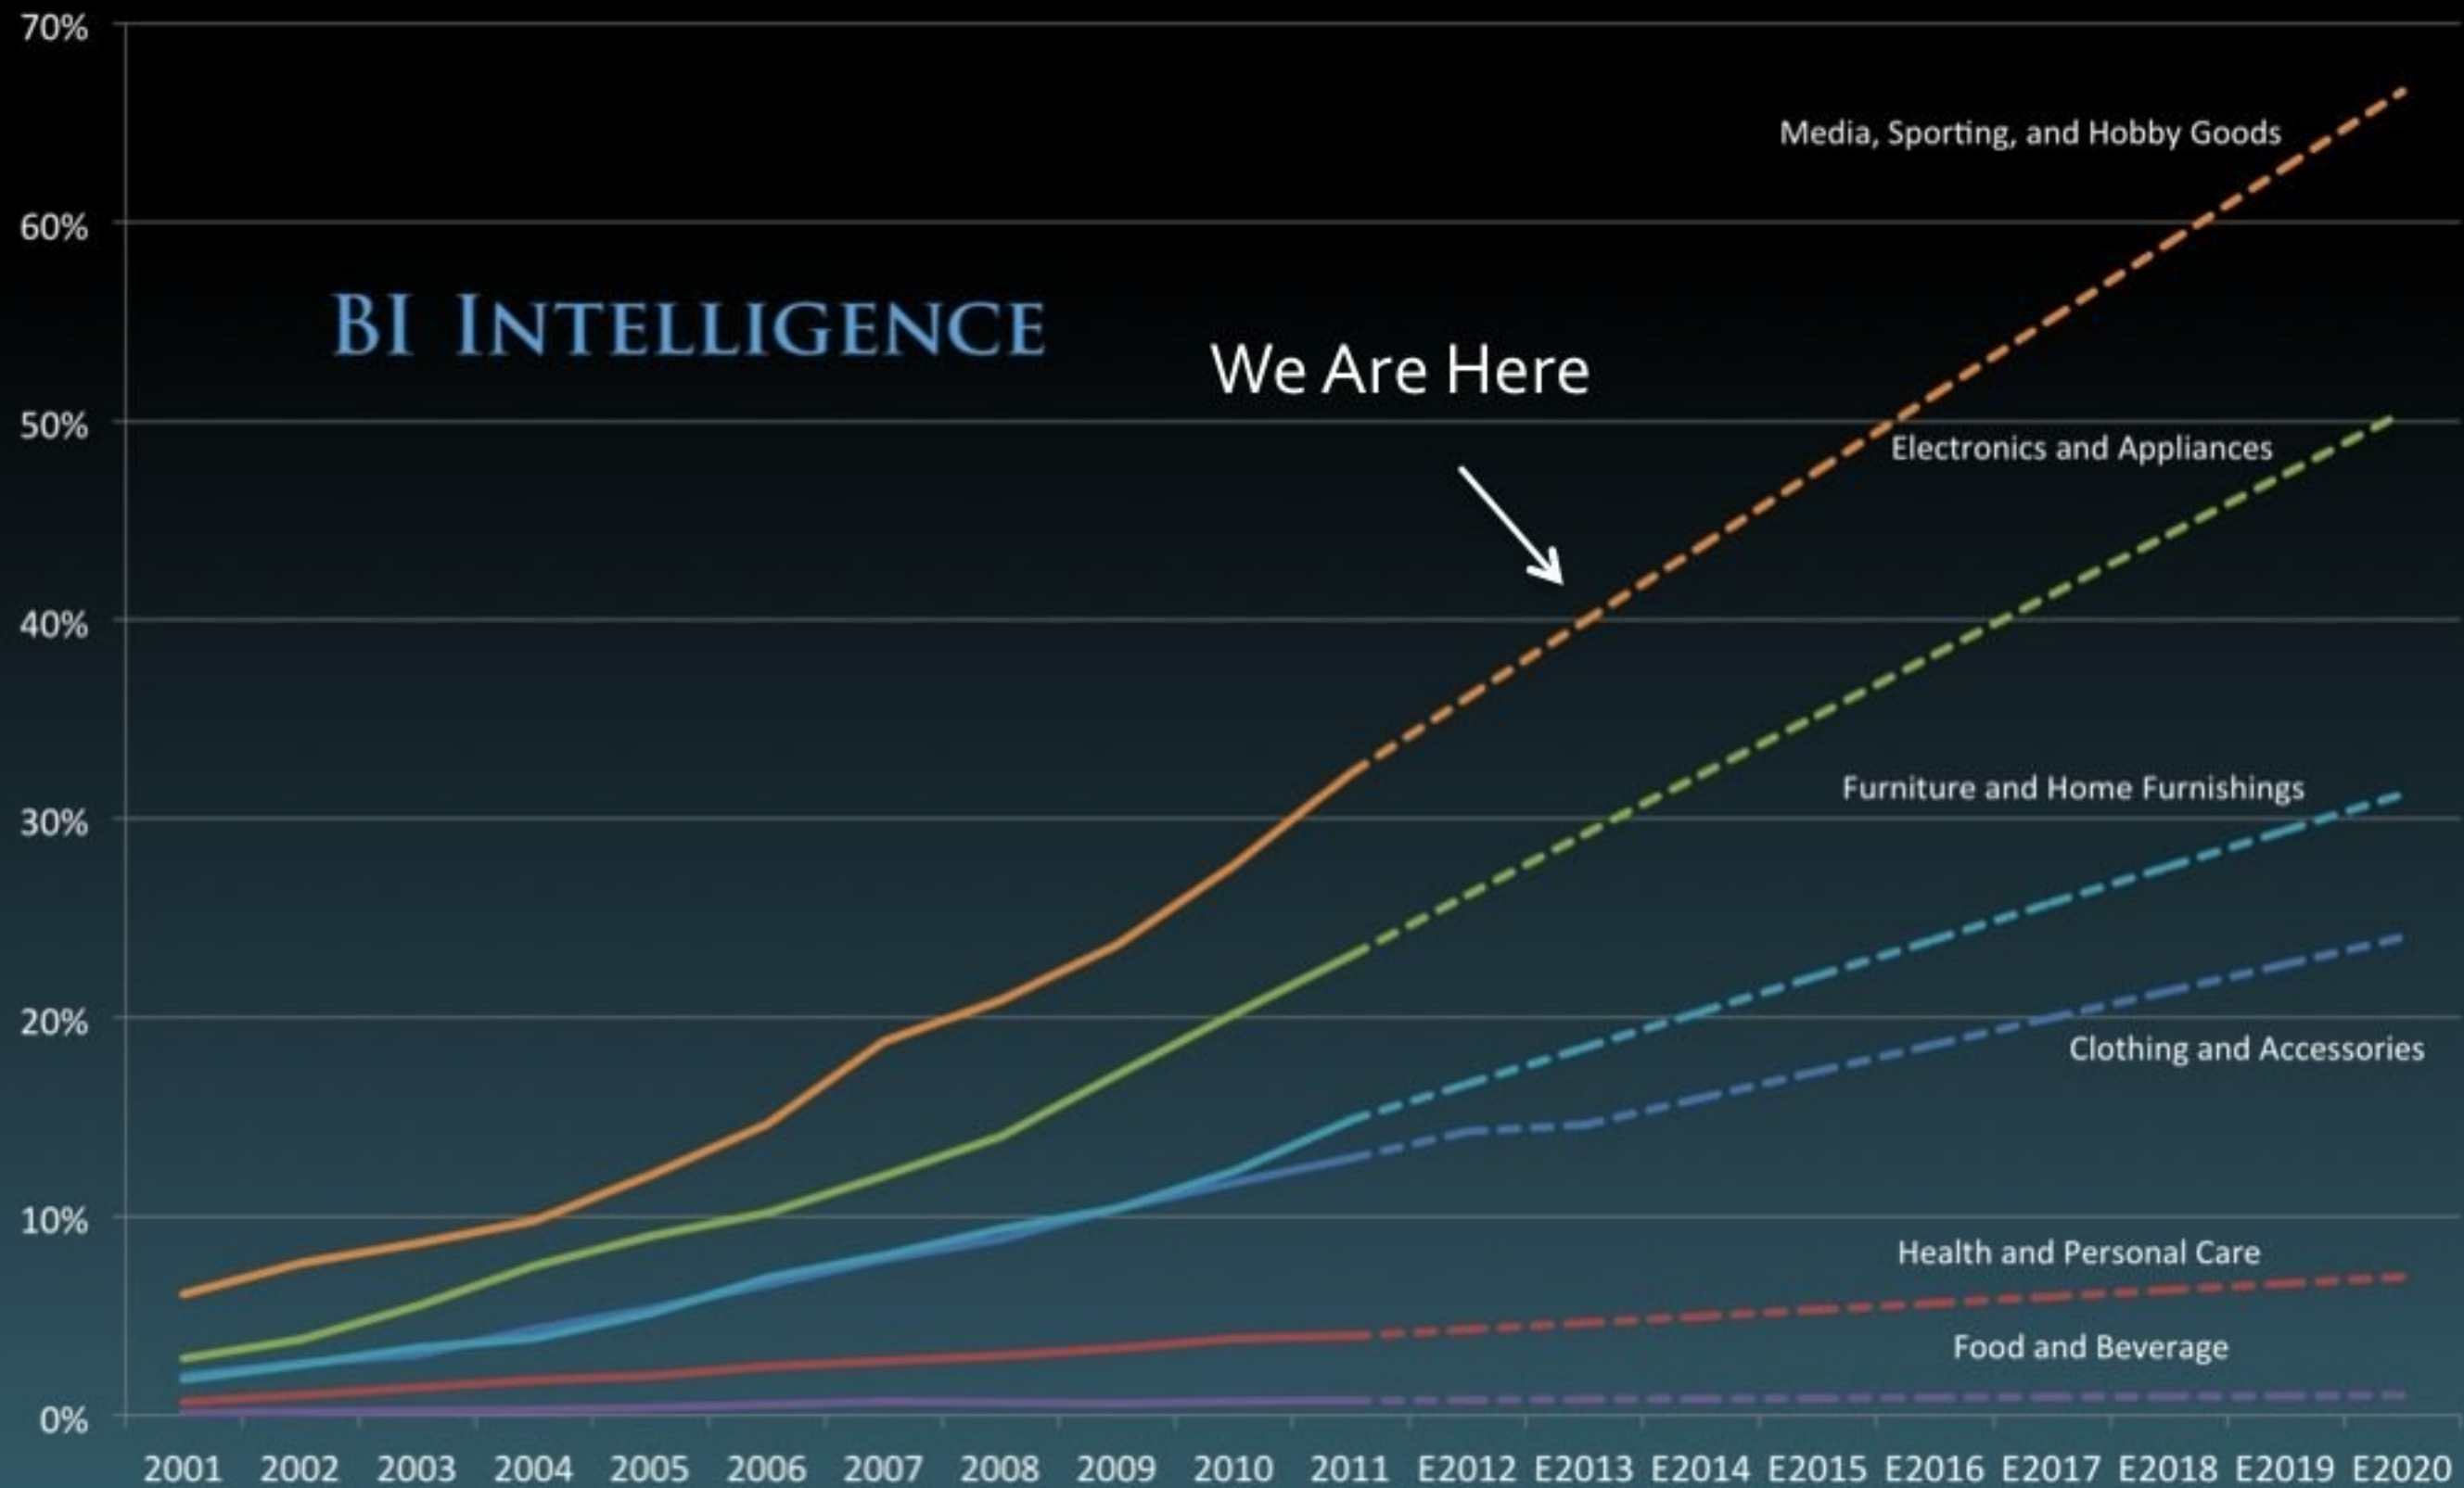 70%
Media, Sporting, and Hobby Goods
60%
BI INTELLIGENCE
We Are Here
50%
Electronics and Appliances
40%
30%
Furniture and Home Furnishings
20%
Clothing and Accessories
10%
Health and Personal Care
Food and Beverage
0%
2001 2002 2003 2004 2005 2006 2007 2008 2009 2010 2011 E2012 E2013 E2014 E2015 E2016 E2017 E2018 E2019 E2020